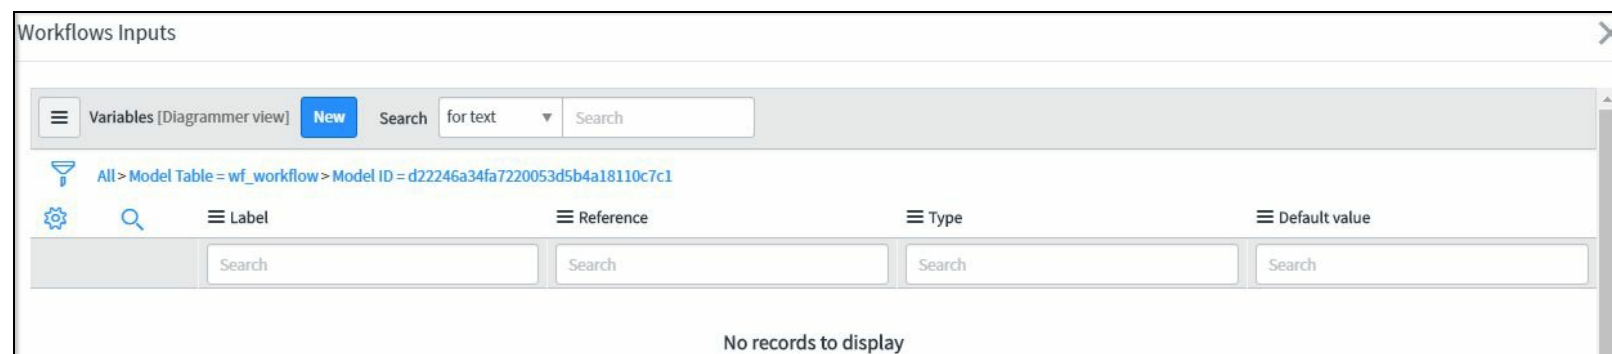 Workflows Inputs
Variables [Diagrammer view] New Search for text Search
All > Model Table = wf_workflow > Model ID = d22246a34fa7220053d5b4a18110c7c1
Label Reference Type Default value
Search Search Search Search
No records to display